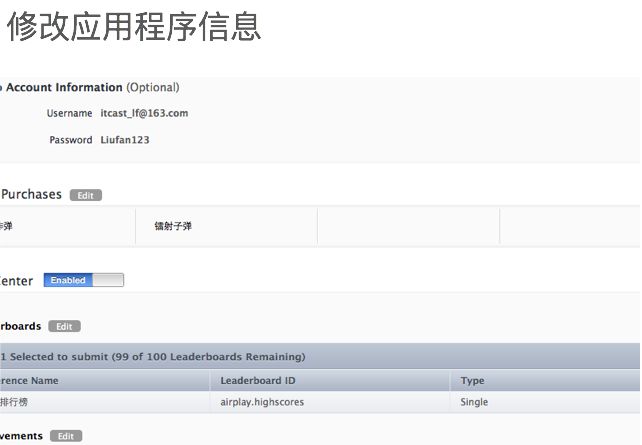 修改应用程序信息
Account Information (Optional)
Username itcast_lf@163.com
Password Liufan123
Purchases Edit
弹 镭射子弹
enter Enabled
rboards Edit
1 Selected to submit (99 of 100 Leaderboards Remaining)
rence Name Leaderboard ID Type
排行榜 airplay.highscores Single
vements Edit